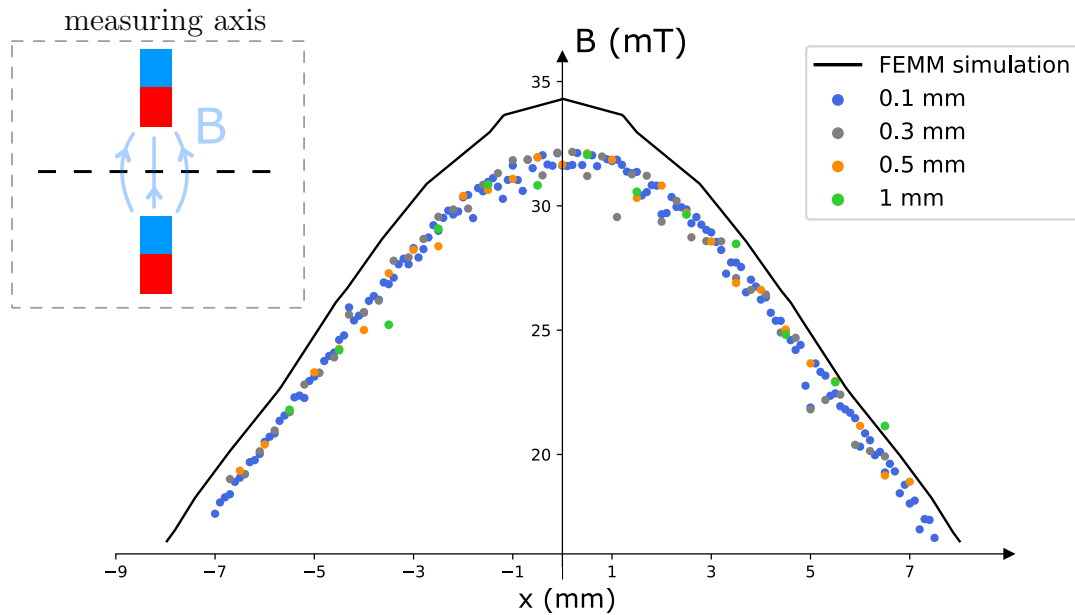 measuring axis
B
B (mT)
FEMM simulation
0.1 mm
0.3 mm
0.5 mm
1 mm
35
30
25
20
−9
−7
−5
−3
−1
1
3
5
7
x (mm)